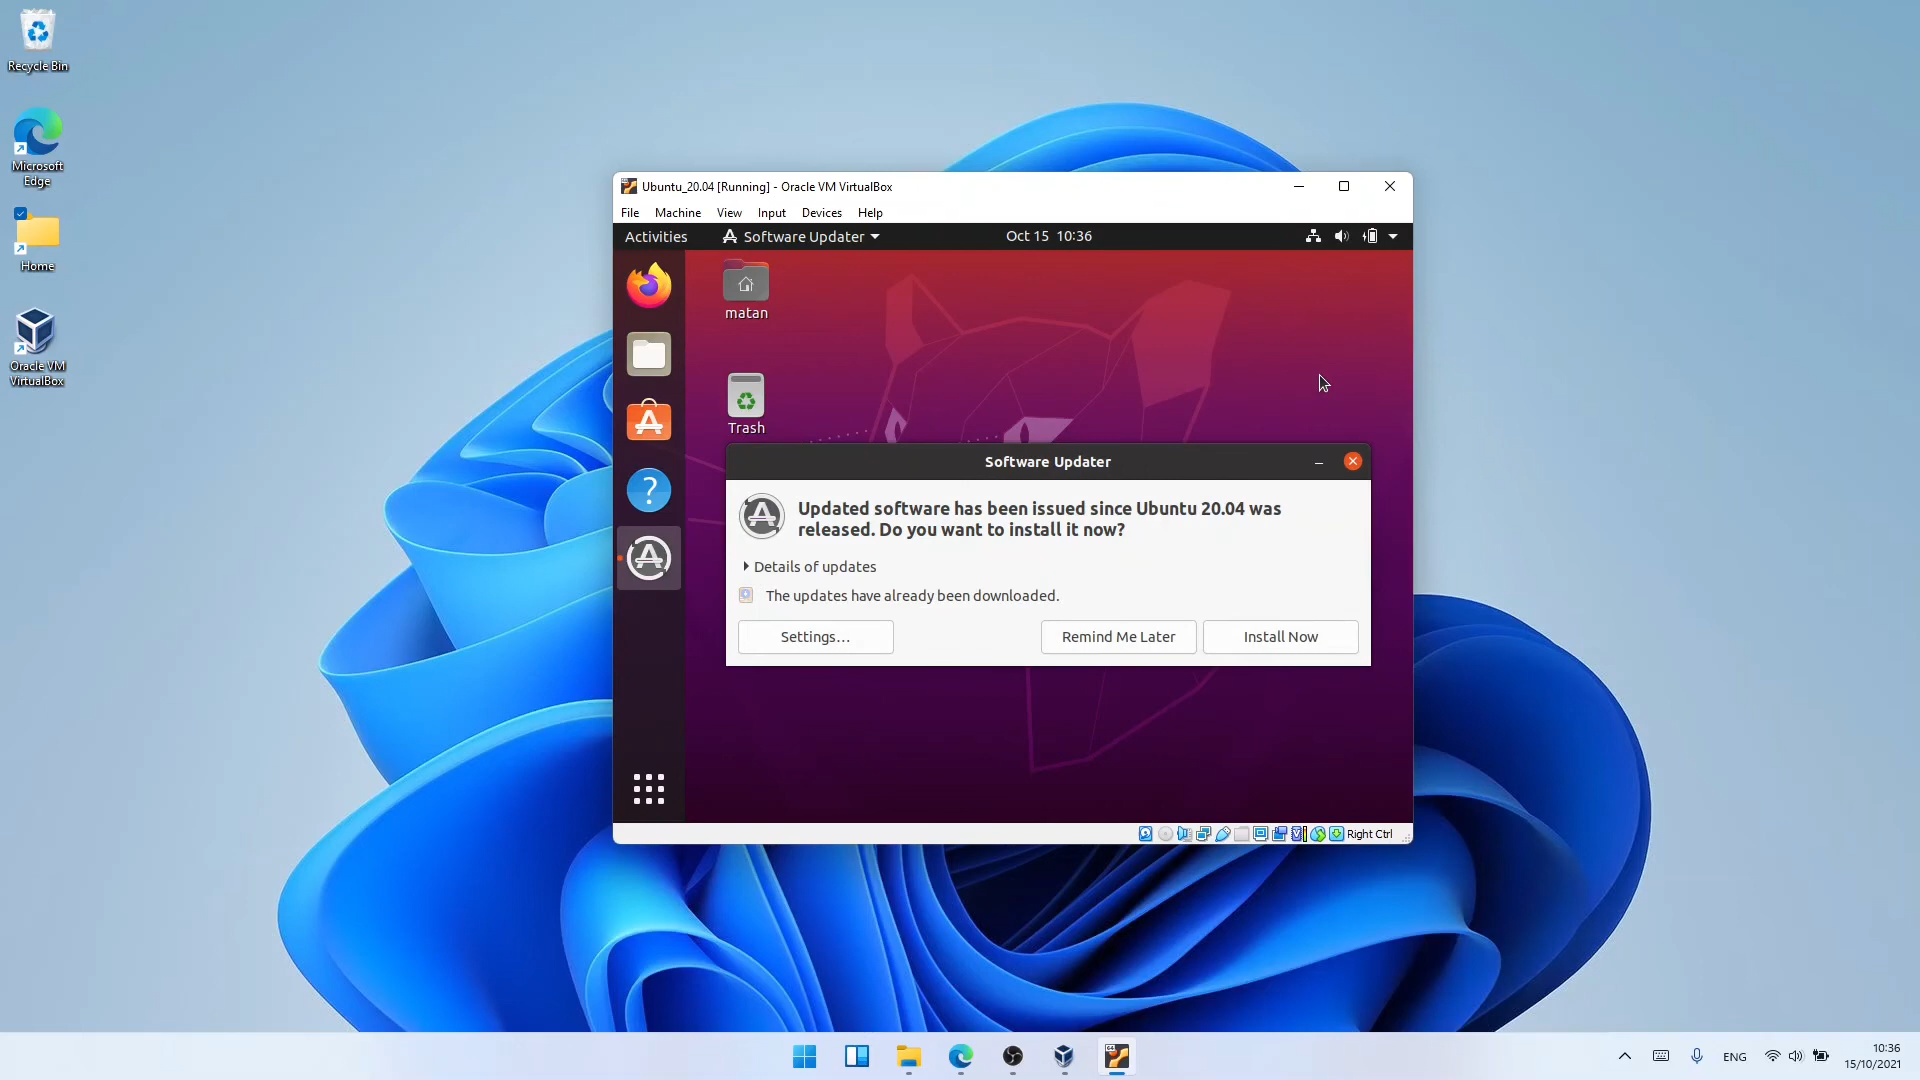 Recycle Bin
Microsoft
Edge
Home
Oracle VM
VirtualBox
Ubuntu_20.04 [Running] - Oracle VM VirtualBox
File Machine View Input Devices Help
Activities Software Updater Oct 15 10:36
matan
Trash
Software Updater
Updated software has been issued since Ubuntu 20.04 was
released. Do you want to install it now?
Details of updates
The updates have already been downloaded.
Settings... Remind Me Later Install Now
Right Ctrl
ENG
10:36
15/10/2021